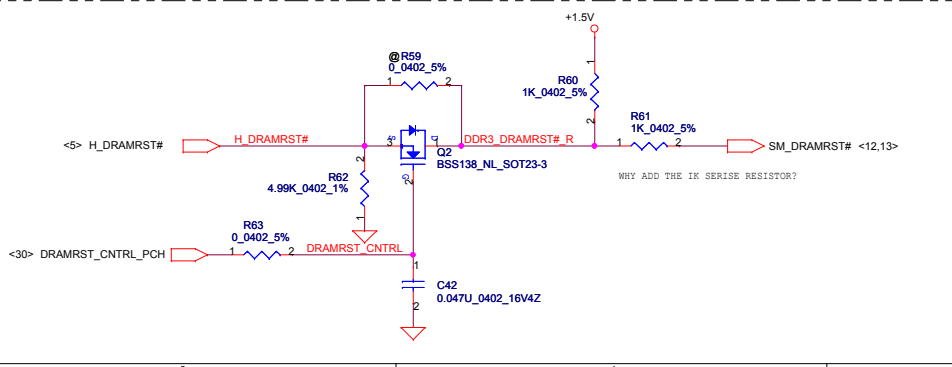 +1.5V
@R59
0_0402_5%
1
2
1
R60
1K_0402_5%
2
R61
1K_0402_5%
<5> H_DRAMRST#
H_DRAMRST#
3
S
D
1
DDR3_DRAMRST#_R
1
2
SM_DRAMRST# <12,13>
Q2
BSS138_NL_SOT23-3
G
2
2
R62
4.99K_0402_1%
1
WHY ADD THE IK SERISE RESISTOR?
R63
0_0402_5%
<30> DRAMRST_CNTRL_PCH
1
2
DRAMRST_CNTRL
1
C42
0.047U_0402_16V4Z
2